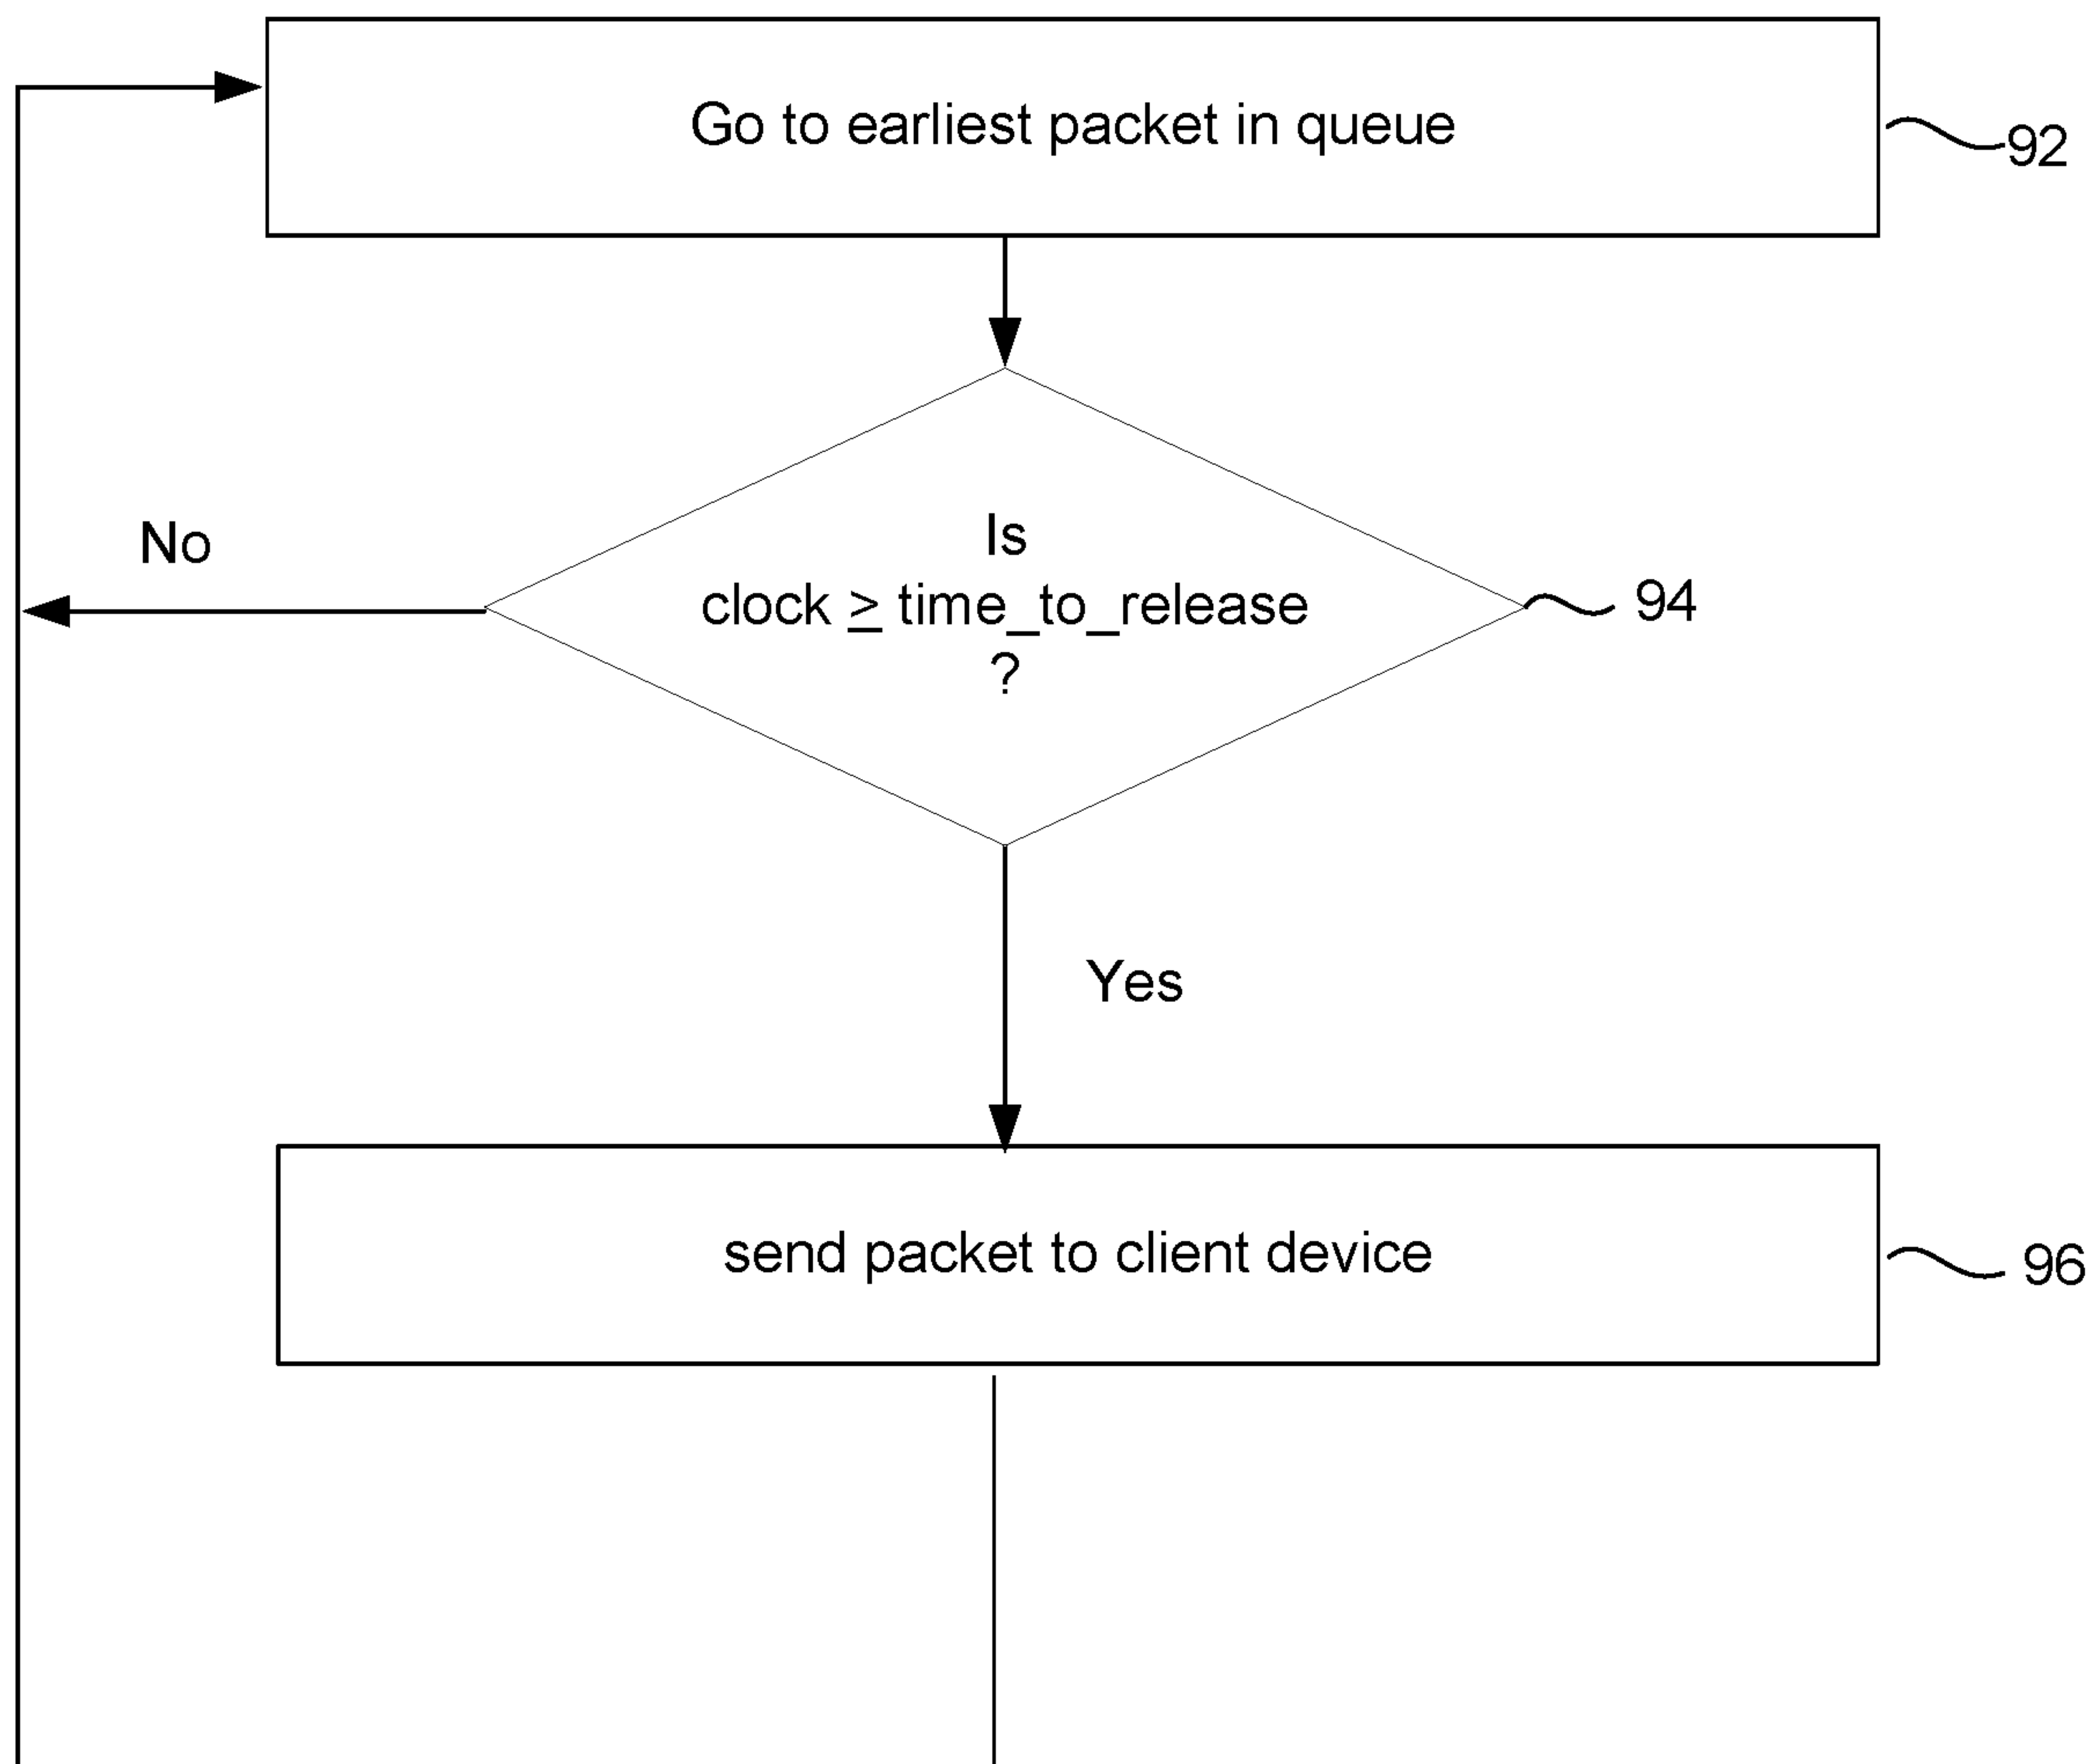 Go to earliest packet in queue
92
No
Is
clock ≥ time_to_release
?
94
Yes
send packet to client device
96